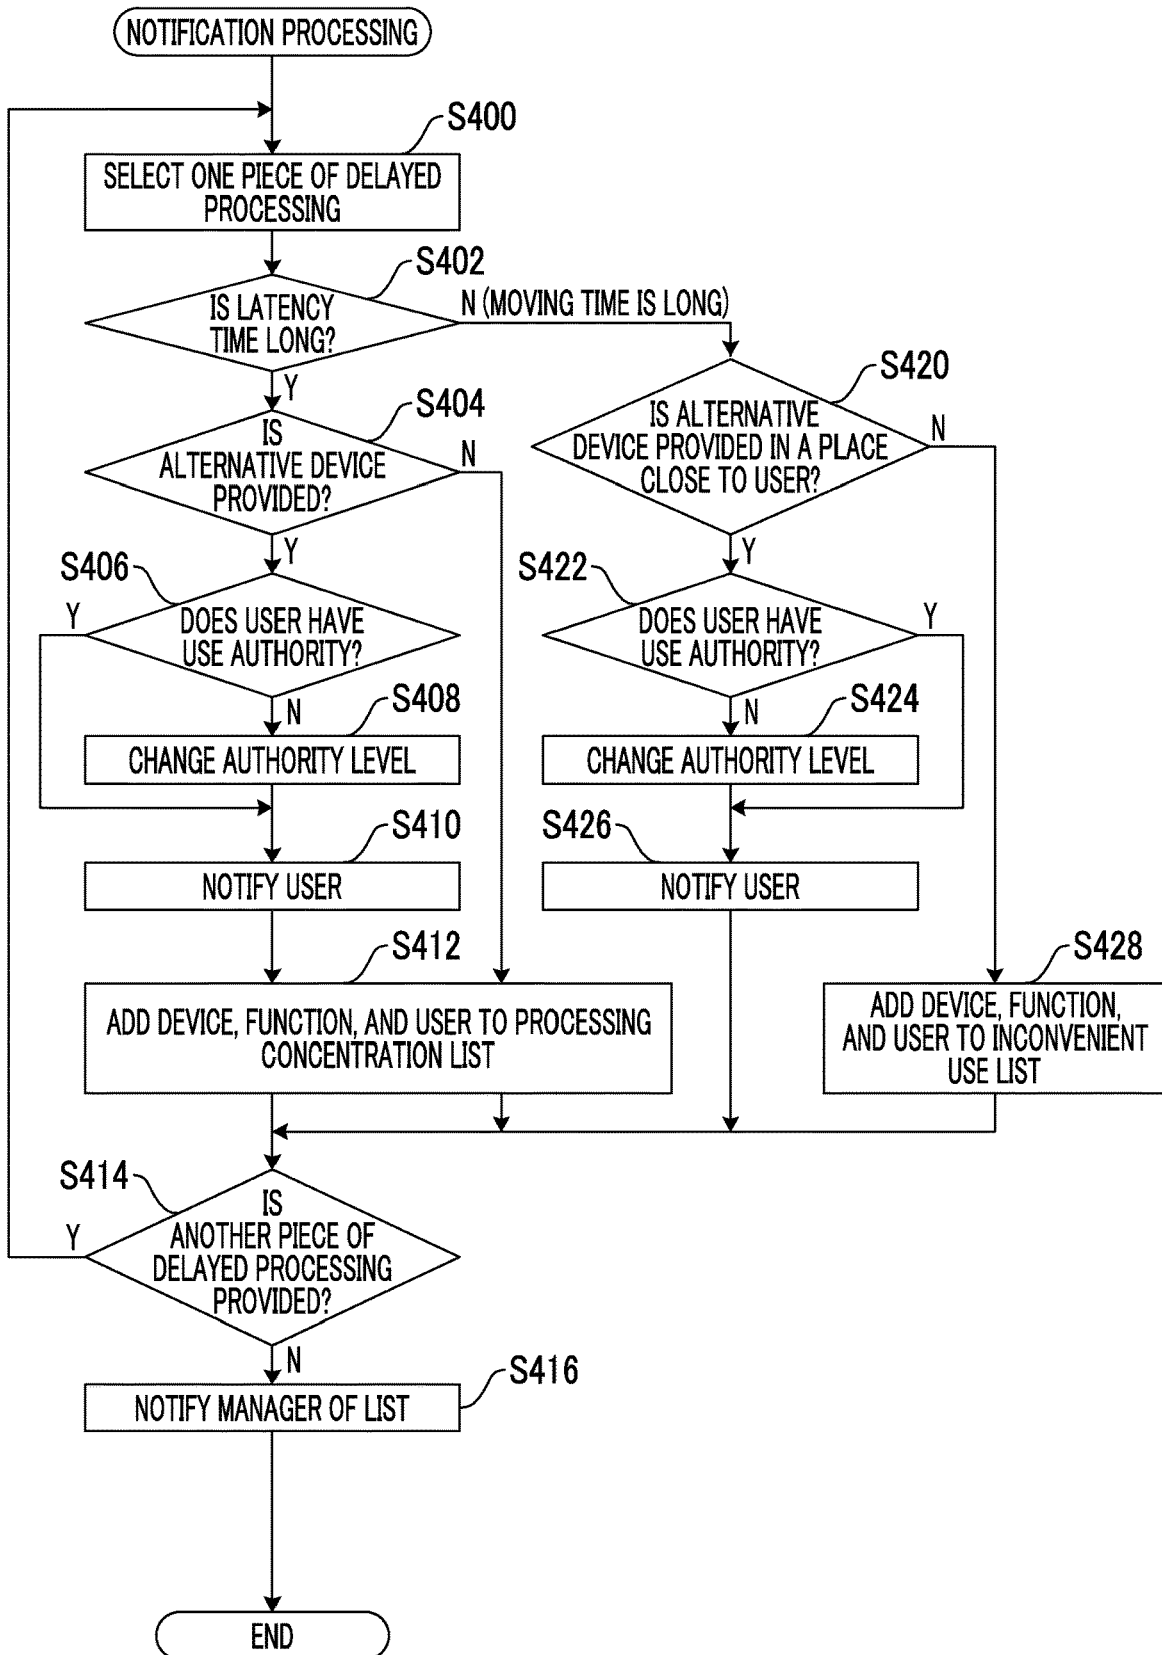 NOTIFICATION PROCESSING
S400
SELECT ONE PIECE OF DELAYED
PROCESSING
S402
IS LATENCY
TIME LONG?
N (MOVING TIME IS LONG)
Y
S404
IS
ALTERNATIVE DEVICE
PROVIDED?
N
Y
S420
IS ALTERNATIVE
DEVICE PROVIDED IN A PLACE
CLOSE TO USER?
N
Y
S406
Y
DOES USER HAVE
USE AUTHORITY?
N
S422
DOES USER HAVE
USE AUTHORITY?
Y
N
S408
CHANGE AUTHORITY LEVEL
S424
CHANGE AUTHORITY LEVEL
S410
NOTIFY USER
S426
NOTIFY USER
S412
ADD DEVICE, FUNCTION, AND USER TO PROCESSING
CONCENTRATION LIST
S428
ADD DEVICE, FUNCTION,
AND USER TO INCONVENIENT
USE LIST
S414
Y
IS
ANOTHER PIECE OF
DELAYED PROCESSING
PROVIDED?
N
S416
NOTIFY MANAGER OF LIST
END